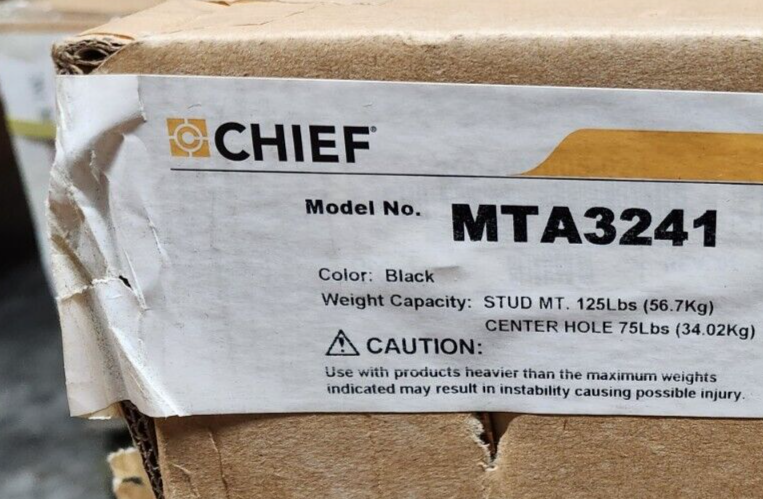 CHIEF®
Model No. MTA3241
Color: Black
Weight Capacity: STUD MT. 125Lbs (56.7Kg)
CENTER HOLE 75Lbs (34.02Kg)
CAUTION:
Use with products heavier than the maximum weights
indicated may result in instability causing possible injury.